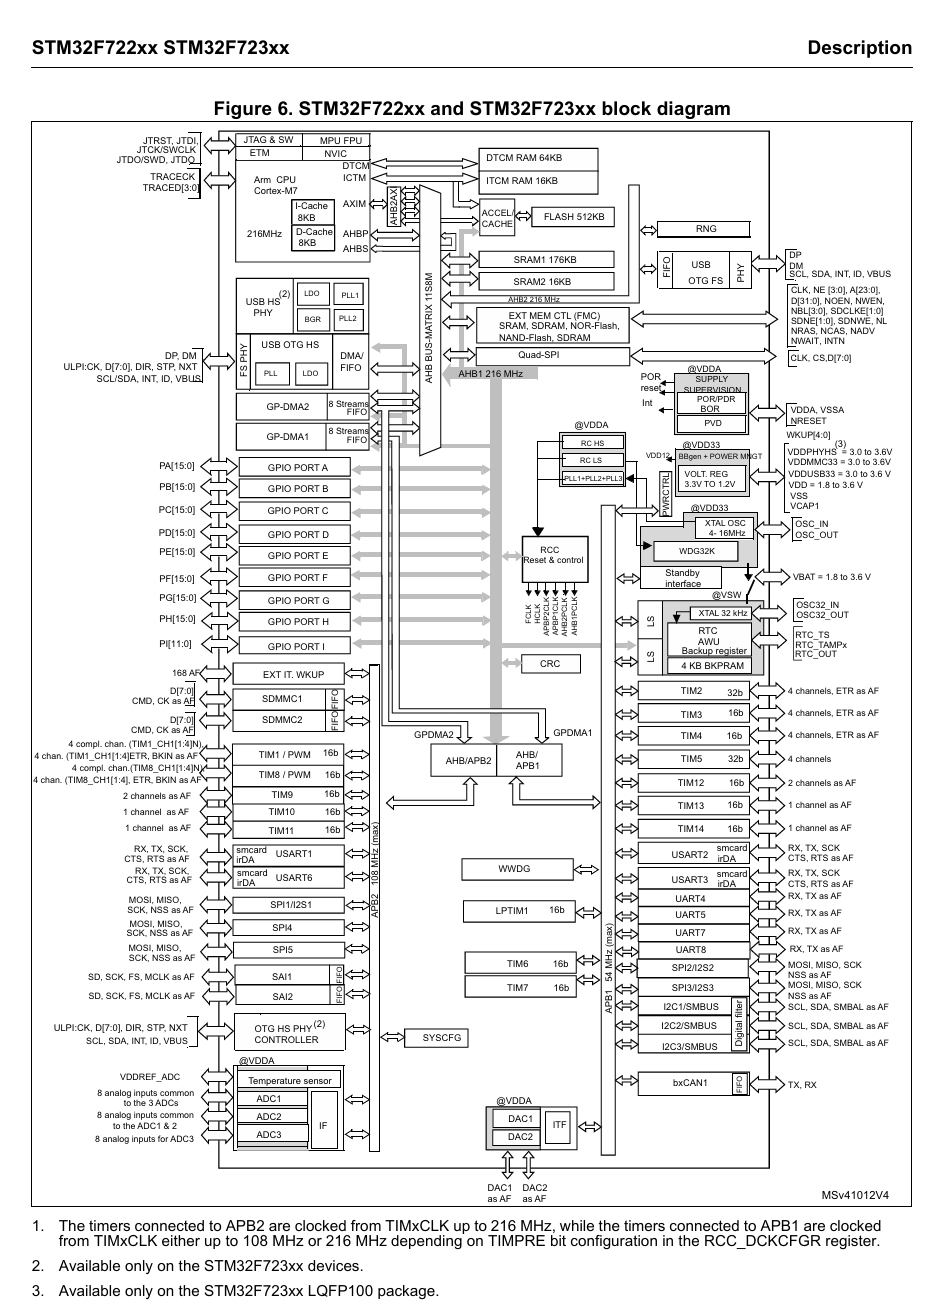 STM32F722xx STM32F723xx
Description
Figure 6. STM32F722xx and STM32F723xx block diagram
JTRST, JTDI,
JTCK/SWCLK
JTDO/SWD, JTDO
TRACECK
TRACED[3:0]
JTAG & SW
MPU FPU
ETM
NVIC
Arm CPU
Cortex-M7
216MHz
I-Cache
8KB
D-Cache
8KB
DTCM
ICTM
AXIM
AHBP
AHBS
AHB2AXI
DTCM RAM 64KB
ITCM RAM 16KB
ACCEL/
CACHE
FLASH 512KB
SRAM1 176KB
SRAM2 16KB
AHB2 216 MHz
EXT MEM CTL (FMC)
SRAM, SDRAM, NOR-Flash,
NAND-Flash, SDRAM
Quad-SPI
AHB1 216 MHz
AHB BUS-MATRIX 11S8M
RNG
FIFO
USB
OTG FS
PHY
DP
DM
SCL, SDA, INT, ID, VBUS
CLK, NE [3:0], A[23:0],
D[31:0], NOEN, NWEN,
NBL[3:0], SDCLKE[1:0]
SDNE[1:0], SDNWE, NL
NRAS, NCAS, NADV
NWAIT, INTN
CLK, CS,D[7:0]
USB HS (2)
PHY
LDO
PLL1
BGR
PLL2
FS PHY
USB OTG HS
PLL
LDO
DMA/
FIFO
DP, DM
ULPI:CK, D[7:0], DIR, STP, NXT
SCL/SDA, INT, ID, VBUS
GP-DMA2
8 Streams
FIFO
GP-DMA1
8 Streams
FIFO
@VDDA
SUPPLY
SUPERVISION
POR/PDR
BOR
PVD
POR
reset
Int
VDDA, VSSA
NRESET
WKUP[4:0]
(3)
VDDPHYHS = 3.0 to 3.6V
VDDMMC33 = 3.0 to 3.6V
VDDUSB33 = 3.0 to 3.6 V
VDD = 1.8 to 3.6 V
VSS
VCAP1
@VDDA
RC HS
RC LS
PLL1+PLL2+PLL3
@VDD33
VDD12
BBgen + POWER MNGT
VOLT. REG
3.3V TO 1.2V
PWRCTRL
@VDD33
XTAL OSC
4- 16MHz
WDG32K
OSC_IN
OSC_OUT
Standby
interface
VBAT = 1.8 to 3.6 V
@VSW
XTAL 32 kHz
RTC
AWU
Backup register
4 KB BKPRAM
LS
LS
OSC32_IN
OSC32_OUT
RTC_TS
RTC_TAMPx
RTC_OUT
RCC
Reset & control
FCLK
HCLK
APBP2CLK
APBP1CLK
AHB2PCLK
AHB1PCLK
CRC
PA[15:0]
GPIO PORT A
PB[15:0]
GPIO PORT B
PC[15:0]
GPIO PORT C
PD[15:0]
GPIO PORT D
PE[15:0]
GPIO PORT E
PF[15:0]
GPIO PORT F
PG[15:0]
GPIO PORT G
PH[15:0]
GPIO PORT H
PI[11:0]
GPIO PORT I
168 AF
EXT IT. WKUP
D[7:0]
CMD, CK as AF
SDMMC1
FIFO
D[7:0]
CMD, CK as AF
SDMMC2
FIFO
4 compl. chan. (TIM1_CH1[1:4]N),
4 chan. (TIM1_CH1[1:4]ETR, BKIN as AF
TIM1 / PWM 16b
4 compl. chan.(TIM8_CH1[1:4]N),
4 chan. (TIM8_CH1[1:4], ETR, BKIN as AF
TIM8 / PWM 16b
2 channels as AF
TIM9 16b
1 channel as AF
TIM10 16b
1 channel as AF
TIM11 16b
RX, TX, SCK,
CTS, RTS as AF
smcard
irDA
USART1
RX, TX, SCK,
CTS, RTS as AF
smcard
irDA
USART6
MOSI, MISO,
SCK, NSS as AF
SPI1/I2S1
MOSI, MISO,
SCK, NSS as AF
SPI4
MOSI, MISO,
SCK, NSS as AF
SPI5
SD, SCK, FS, MCLK as AF
SAI1
FIFO
SD, SCK, FS, MCLK as AF
SAI2
FIFO
ULPI:CK, D[7:0], DIR, STP, NXT
SCL, SDA, INT, ID, VBUS
OTG HS PHY (2)
CONTROLLER
@VDDA
VDDREF_ADC
Temperature sensor
8 analog inputs common
to the 3 ADCs
ADC1
8 analog inputs common
to the ADC1 & 2
ADC2
8 analog inputs for ADC3
ADC3
IF
APB2 108 MHz (max)
SYSCFG
GPDMA2
GPDMA1
AHB/APB2
AHB/
APB1
WWDG
LPTIM1 16b
TIM6 16b
TIM7 16b
@VDDA
DAC1
DAC2
ITF
DAC1
as AF
DAC2
as AF
APB1 54 MHz (max)
TIM2 32b
4 channels, ETR as AF
TIM3 16b
4 channels, ETR as AF
TIM4 16b
4 channels, ETR as AF
TIM5 32b
4 channels
TIM12 16b
2 channels as AF
TIM13 16b
1 channel as AF
TIM14 16b
1 channel as AF
USART2
smcard
irDA
RX, TX, SCK
CTS, RTS as AF
USART3
smcard
irDA
RX, TX, SCK
CTS, RTS as AF
UART4
RX, TX as AF
UART5
RX, TX as AF
UART7
RX, TX as AF
UART8
RX, TX as AF
SPI2/I2S2
MOSI, MISO, SCK
NSS as AF
SPI3/I2S3
MOSI, MISO, SCK
NSS as AF
I2C1/SMBUS
SCL, SDA, SMBAL as AF
I2C2/SMBUS
SCL, SDA, SMBAL as AF
I2C3/SMBUS
SCL, SDA, SMBAL as AF
Digital filter
bxCAN1
FIFO
TX, RX
MSv41012V4
1. The timers connected to APB2 are clocked from TIMxCLK up to 216 MHz, while the timers connected to APB1 are clocked
from TIMxCLK either up to 108 MHz or 216 MHz depending on TIMPRE bit configuration in the RCC_DCKCFGR register.
2. Available only on the STM32F723xx devices.
3. Available only on the STM32F723xx LQFP100 package.